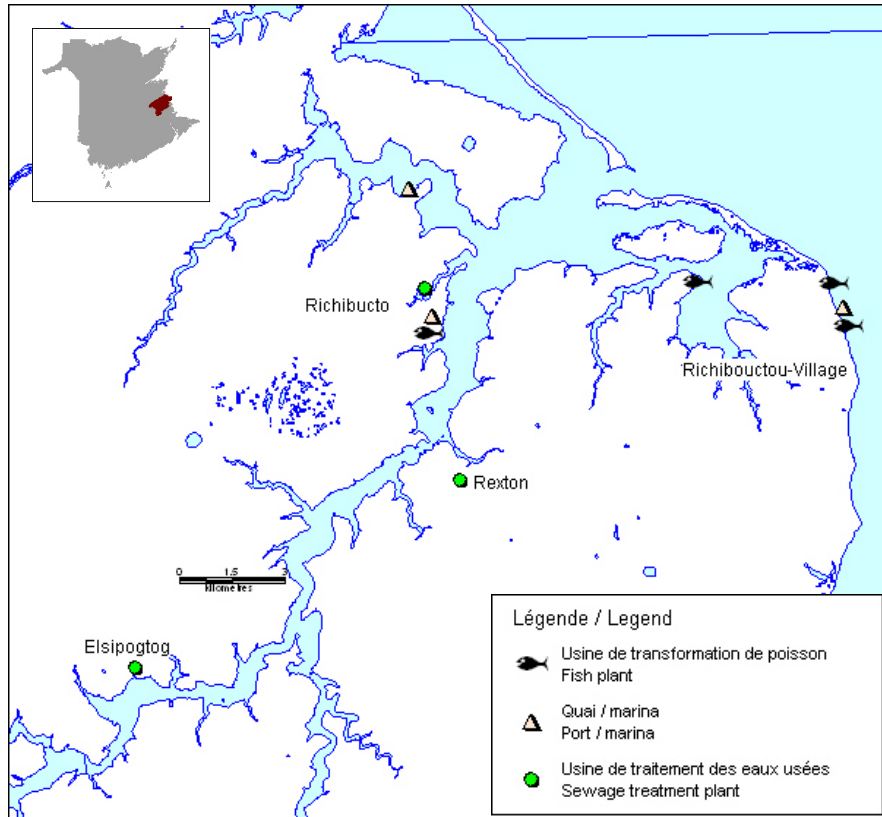 Richibucto
Richibouctou-Village
Rexton
0 1.5 3
kilometres
Elsipogtog
Légende / Legend
Usine de transformation de poisson
Fish plant
Quai / marina
Port / marina
Usine de traitement des eaux usées
Sewage treatment plant